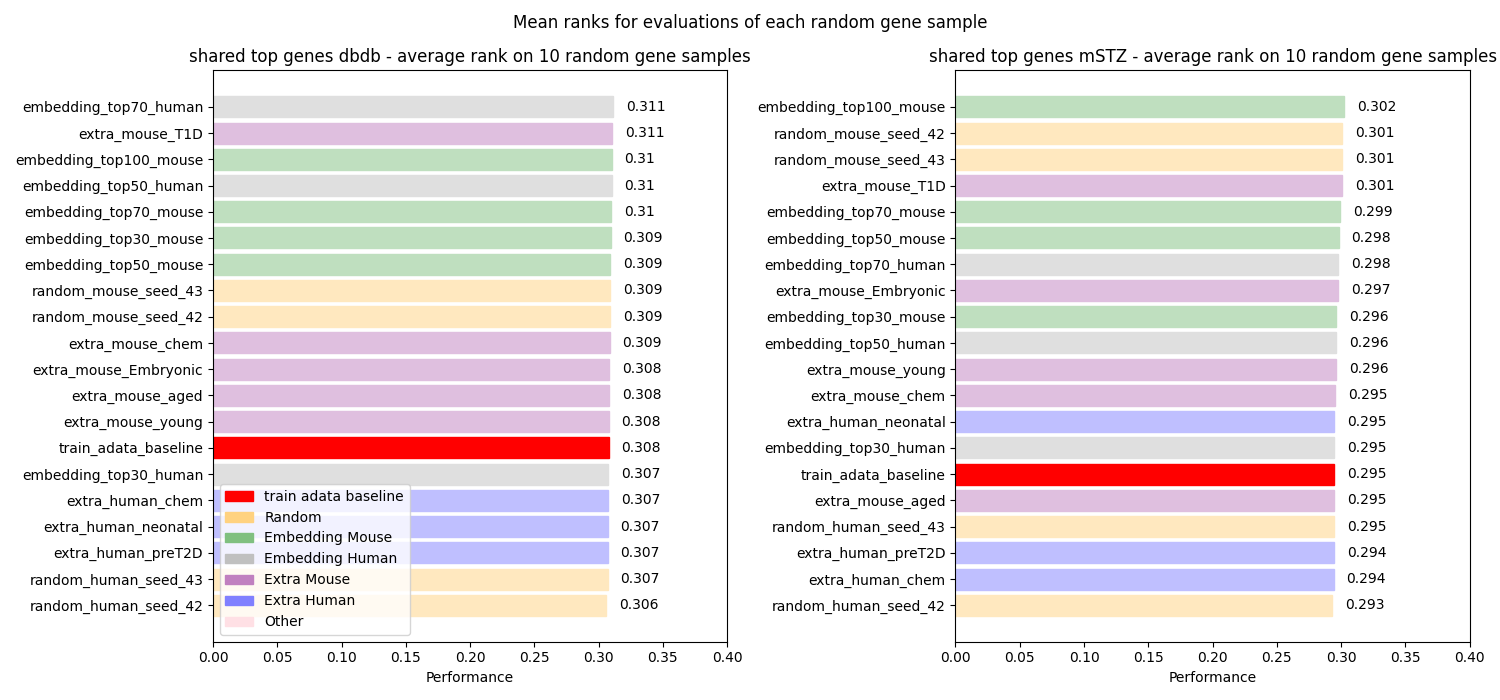 Mean ranks for evaluations of each random gene sample
shared top genes dbdb - average rank on 10 random gene samples
embedding_top70_human 0.311
extra_mouse_T1D 0.311
embedding_top100_mouse 0.31
embedding_top50_human 0.31
embedding_top70_mouse 0.31
embedding_top30_mouse 0.309
embedding_top50_mouse 0.309
random_mouse_seed_43 0.309
random_mouse_seed_42 0.309
extra_mouse_chem 0.309
extra_mouse_Embryonic 0.308
extra_mouse_aged 0.308
extra_mouse_young 0.308
train_adata_baseline 0.308
embedding_top30_human 0.307
extra_human_chem 0.307
extra_human_neonatal 0.307
extra_human_preT2D 0.307
random_human_seed_43 0.307
random_human_seed_42 0.306
train adata baseline
Random
Embedding Mouse
Embedding Human
Extra Mouse
Extra Human
Other
0.00 0.05 0.10 0.15 0.20 0.25 0.30 0.35 0.40
Performance
shared top genes mSTZ - average rank on 10 random gene samples
embedding_top100_mouse 0.302
random_mouse_seed_42 0.301
random_mouse_seed_43 0.301
extra_mouse_T1D 0.301
embedding_top70_mouse 0.299
embedding_top50_mouse 0.298
embedding_top70_human 0.298
extra_mouse_Embryonic 0.297
embedding_top30_mouse 0.296
embedding_top50_human 0.296
extra_mouse_young 0.296
extra_mouse_chem 0.295
extra_human_neonatal 0.295
embedding_top30_human 0.295
train_adata_baseline 0.295
extra_mouse_aged 0.295
random_human_seed_43 0.295
extra_human_preT2D 0.294
extra_human_chem 0.294
random_human_seed_42 0.293
0.00 0.05 0.10 0.15 0.20 0.25 0.30 0.35 0.40
Performance